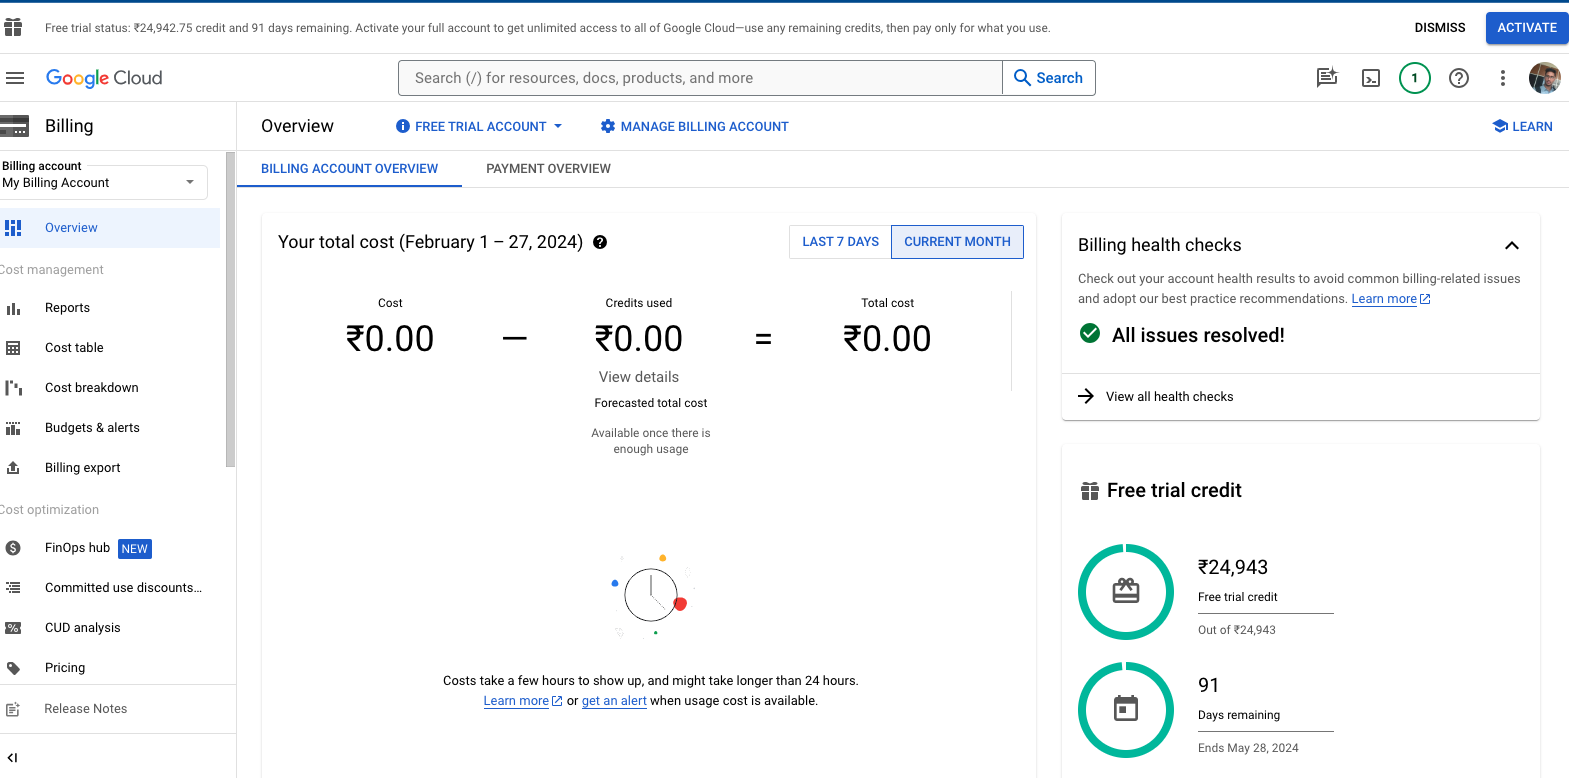 Free trial status: ₹24,942.75 credit and 91 days remaining. Activate your full account to get unlimited access to all of Google Cloud—use any remaining credits, then pay only for what you use.
DISMISS
ACTIVATE
Google Cloud
Search (/) for resources, docs, products, and more
Search
1
Billing
Overview
FREE TRIAL ACCOUNT
MANAGE BILLING ACCOUNT
LEARN
Billing account
My Billing Account
BILLING ACCOUNT OVERVIEW
PAYMENT OVERVIEW
Overview
Cost management
Reports
Cost table
Cost breakdown
Budgets & alerts
Billing export
Cost optimization
FinOps hub NEW
Committed use discounts...
CUD analysis
Pricing
Release Notes
Your total cost (February 1 – 27, 2024)
LAST 7 DAYS
CURRENT MONTH
Cost
₹0.00
—
Credits used
₹0.00
View details
=
Total cost
₹0.00
Forecasted total cost
Available once there is
enough usage
Costs take a few hours to show up, and might take longer than 24 hours.
Learn more or get an alert when usage cost is available.
Billing health checks
Check out your account health results to avoid common billing-related issues
and adopt our best practice recommendations. Learn more
All issues resolved!
View all health checks
Free trial credit
₹24,943
Free trial credit
Out of ₹24,943
91
Days remaining
Ends May 28, 2024